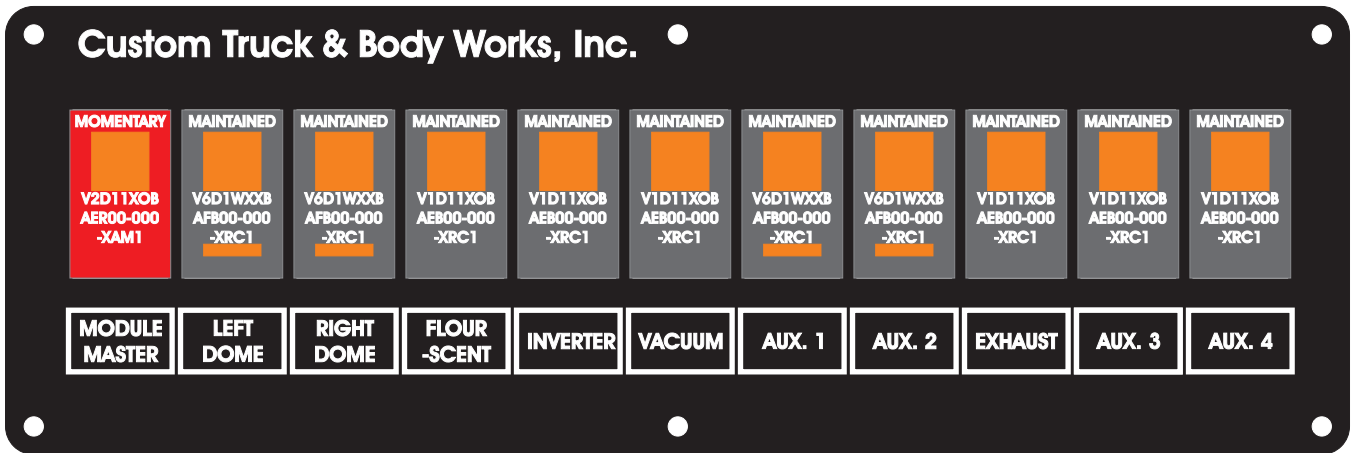 Custom Truck & Body Works, Inc.
MOMENTARY
V2D11XOB
AER00-000
-XAM1
MAINTAINED
V6D1WXXB
AFB00-000
-XRC1
MAINTAINED
V6D1WXXB
AFB00-000
-XRC1
MAINTAINED
V1D11XOB
AEB00-000
-XRC1
MAINTAINED
V1D11XOB
AEB00-000
-XRC1
MAINTAINED
V1D11XOB
AEB00-000
-XRC1
MAINTAINED
V6D1WXXB
AFB00-000
-XRC1
MAINTAINED
V6D1WXXB
AFB00-000
-XRC1
MAINTAINED
V1D11XOB
AEB00-000
-XRC1
MAINTAINED
V1D11XOB
AEB00-000
-XRC1
MAINTAINED
V1D11XOB
AEB00-000
-XRC1
MODULE
MASTER
LEFT
DOME
RIGHT
DOME
FLOUR
-SCENT
INVERTER
VACUUM
AUX. 1
AUX. 2
EXHAUST
AUX. 3
AUX. 4